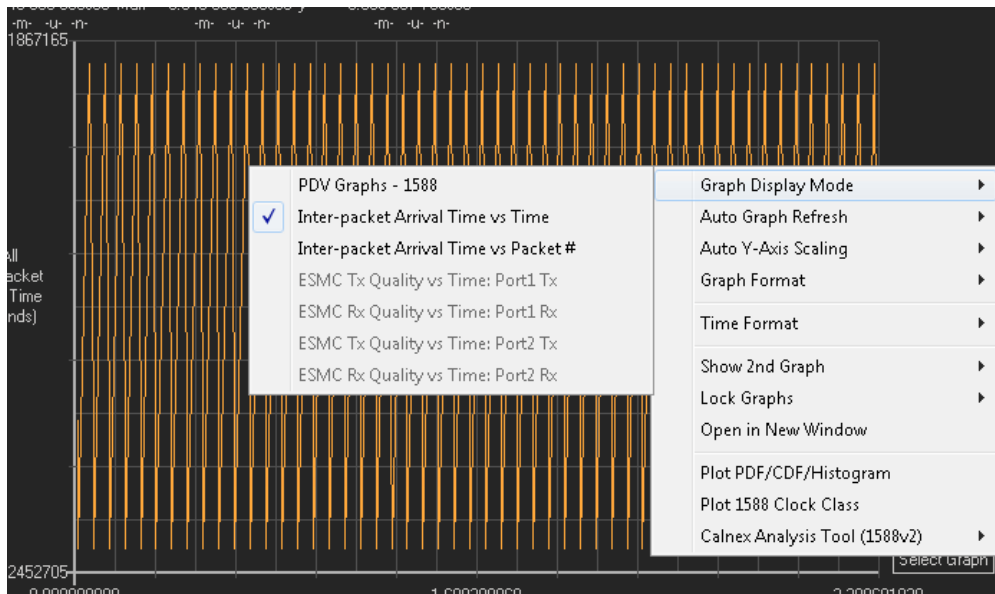 -m- -u- -n- -m- -u- -n- -m- -u- -n-
1867165
PDV Graphs - 1588
Inter-packet Arrival Time vs Time
Inter-packet Arrival Time vs Packet #
ESMC Tx Quality vs Time: Port1 Tx
ESMC Rx Quality vs Time: Port1 Rx
ESMC Tx Quality vs Time: Port2 Tx
ESMC Rx Quality vs Time: Port2 Rx
Graph Display Mode
Auto Graph Refresh
Auto Y-Axis Scaling
Graph Format
Time Format
Show 2nd Graph
Lock Graphs
Open in New Window
Plot PDF/CDF/Histogram
Plot 1588 Clock Class
Calnex Analysis Tool (1588v2)
All
acket
Time
nds)
2452705
Select Graph